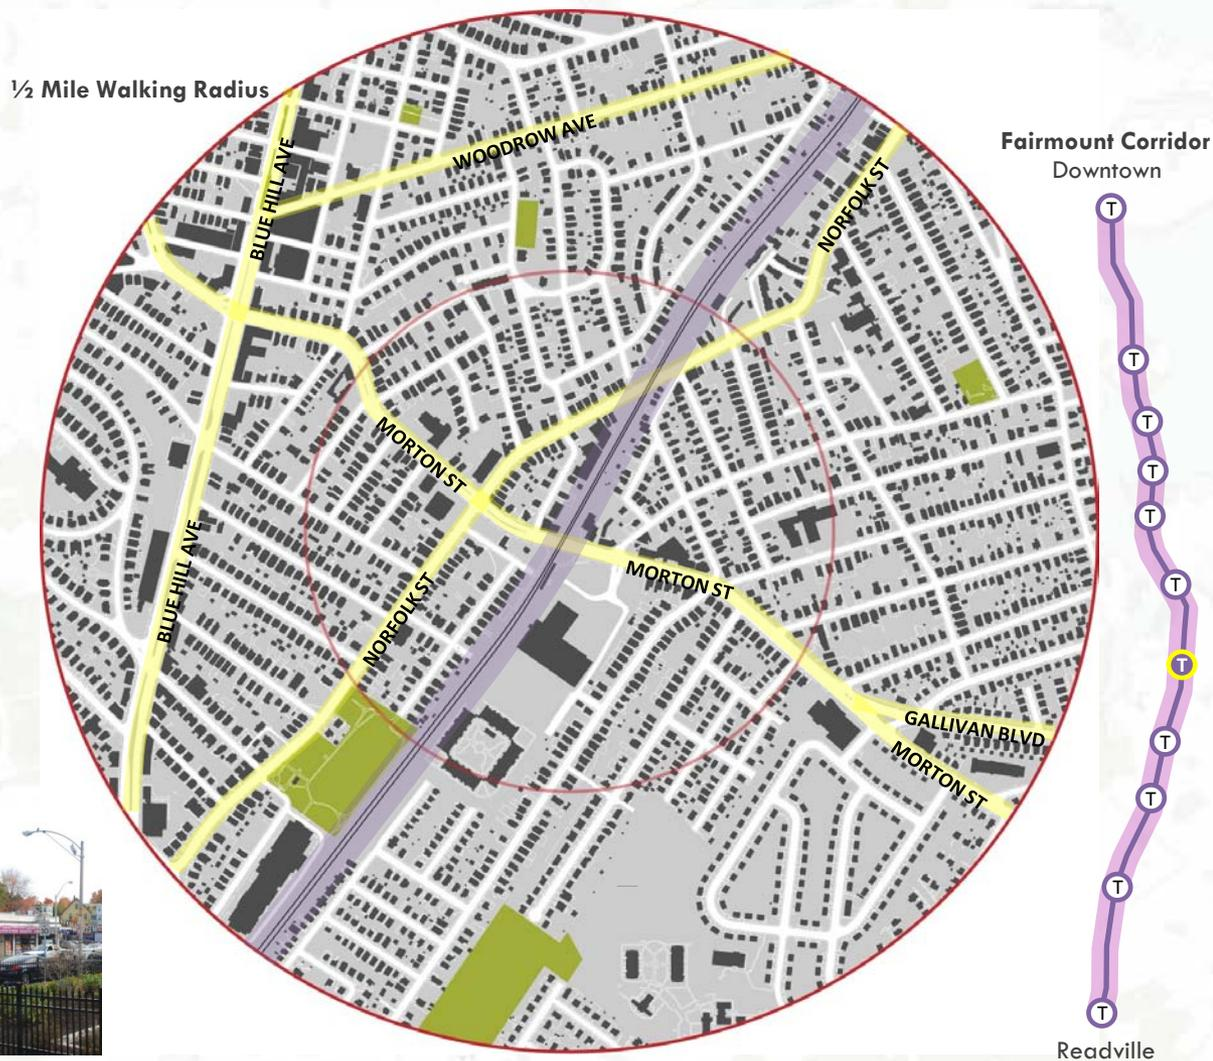 ½ Mile Walking Radius
WOODROW AVE
BLUE HILL AVE
NORFOLK ST
MORTON ST
MORTON ST
BLUE HILL AVE
NORFOLK ST
GALLIVAN BLVD
MORTON ST
Fairmount Corridor
Downtown
T
T
T
T
T
T
T
T
T
T
T
Readville